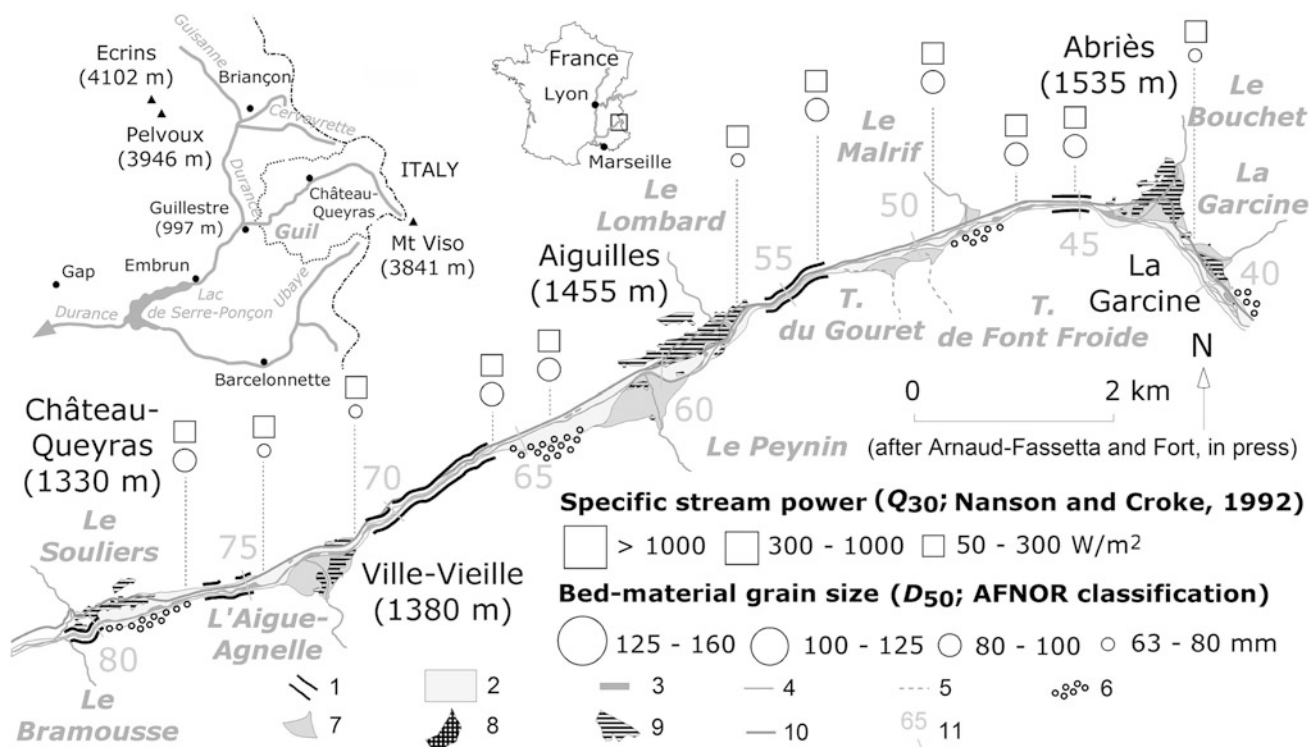 Guisanne
Ecrins
(4102 m)
Briançon
Pelvoux
(3946 m)
Cerveyrette
Durance
ITALY
Château-
Queyras
Guillestre
(997 m)
Guil
Mt Viso
(3841 m)
Gap
Embrun
Lac
de Serre-Ponçon
Ubaye
Durance
Barcelonnette
France
Lyon
Marseille
Abriès
(1535 m)
Le
Bouchet
Le
Malrif
La
Garcine
Le
Lombard
50
45
40
55
Aiguilles
(1455 m)
La
Garcine
T.
du Gouret
T.
de Font Froide
N
0 2 km
60
Le Peynin
(after Arnaud-Fassetta and Fort, in press)
Château-
Queyras
(1330 m)
65
70
Le
Souliers
75
Ville-Vieille
(1380 m)
L'Aigue-
Agnelle
80
Le
Bramousse
Specific stream power (Q30; Nanson and Croke, 1992)
> 1000 300 - 1000 50 - 300 W/m²
Bed-material grain size (D50; AFNOR classification)
125 - 160 100 - 125 80 - 100 63 - 80 mm
1 2 3 4 5 6
7 8 9 10 65 11